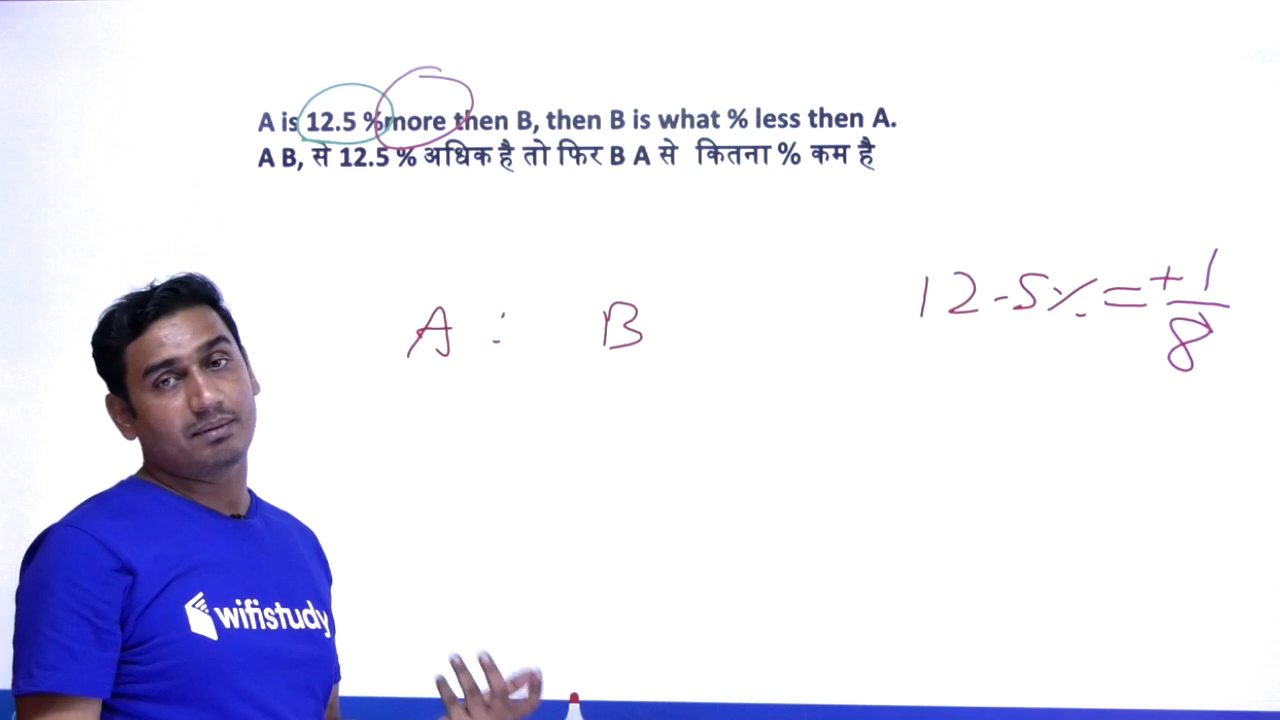 A is 12.5 %more then B, then B is what % less then A.
A B, से 12.5 % अधिक है तो फिर B A से कितना % कम है
A : B
12-5% = +1/8
wifistudy